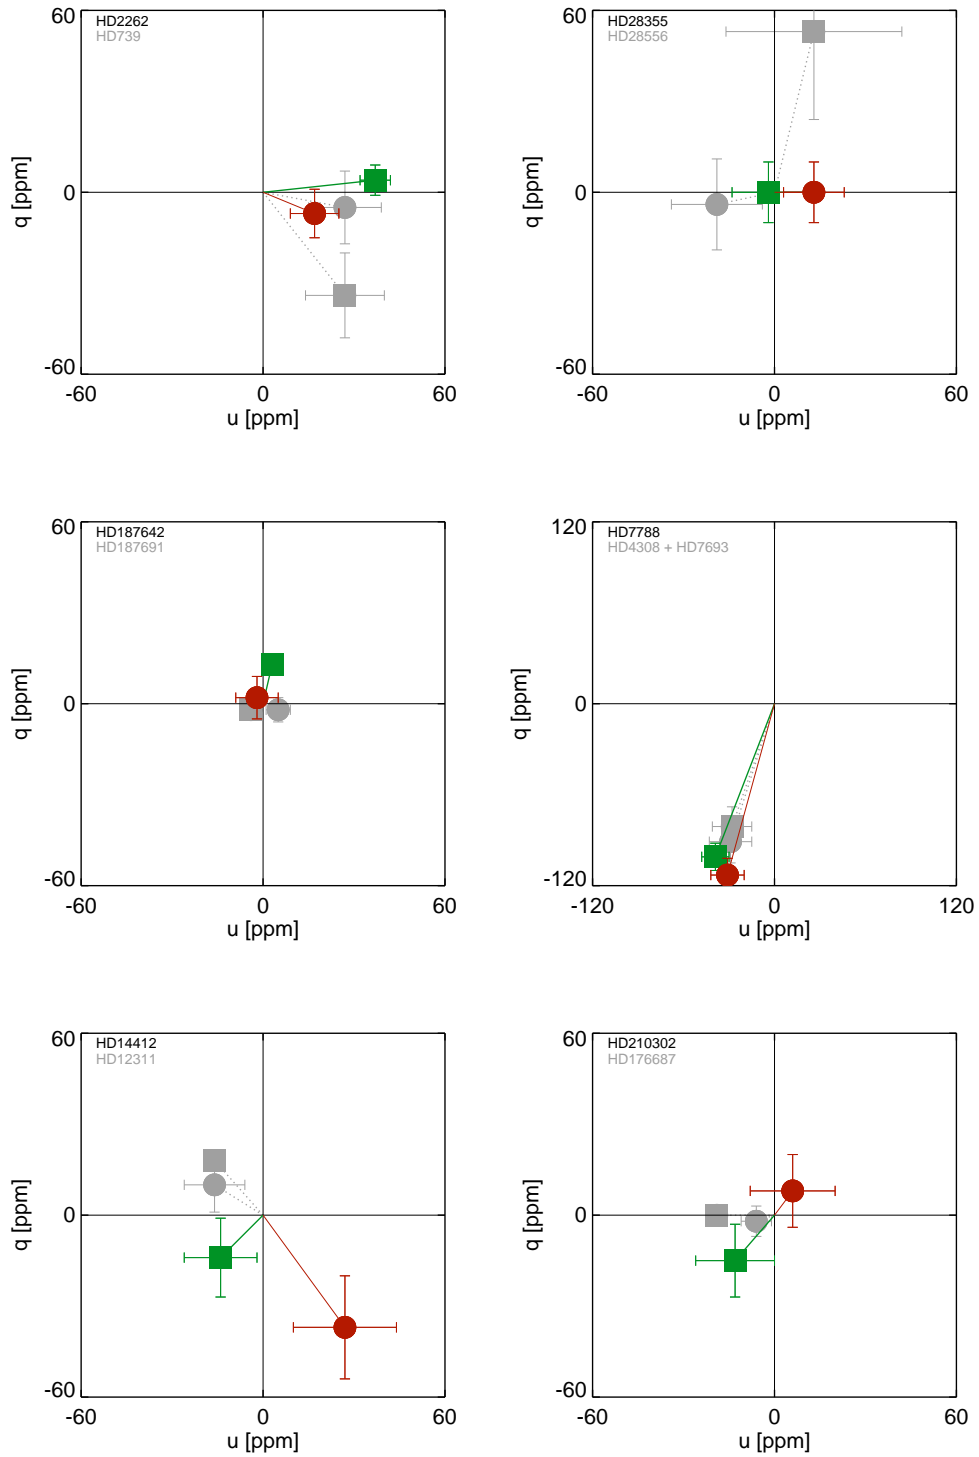 HD2262
HD739
60
0
-60
q [ppm]
-60 0 60
u [ppm]
HD28355
HD28556
60
0
-60
q [ppm]
-60 0 60
u [ppm]
HD187642
HD187691
60
0
-60
q [ppm]
-60 0 60
u [ppm]
HD7788
HD4308 + HD7693
120
0
-120
q [ppm]
-120 0 120
u [ppm]
HD14412
HD12311
60
0
-60
q [ppm]
-60 0 60
u [ppm]
HD210302
HD176687
60
0
-60
q [ppm]
-60 0 60
u [ppm]